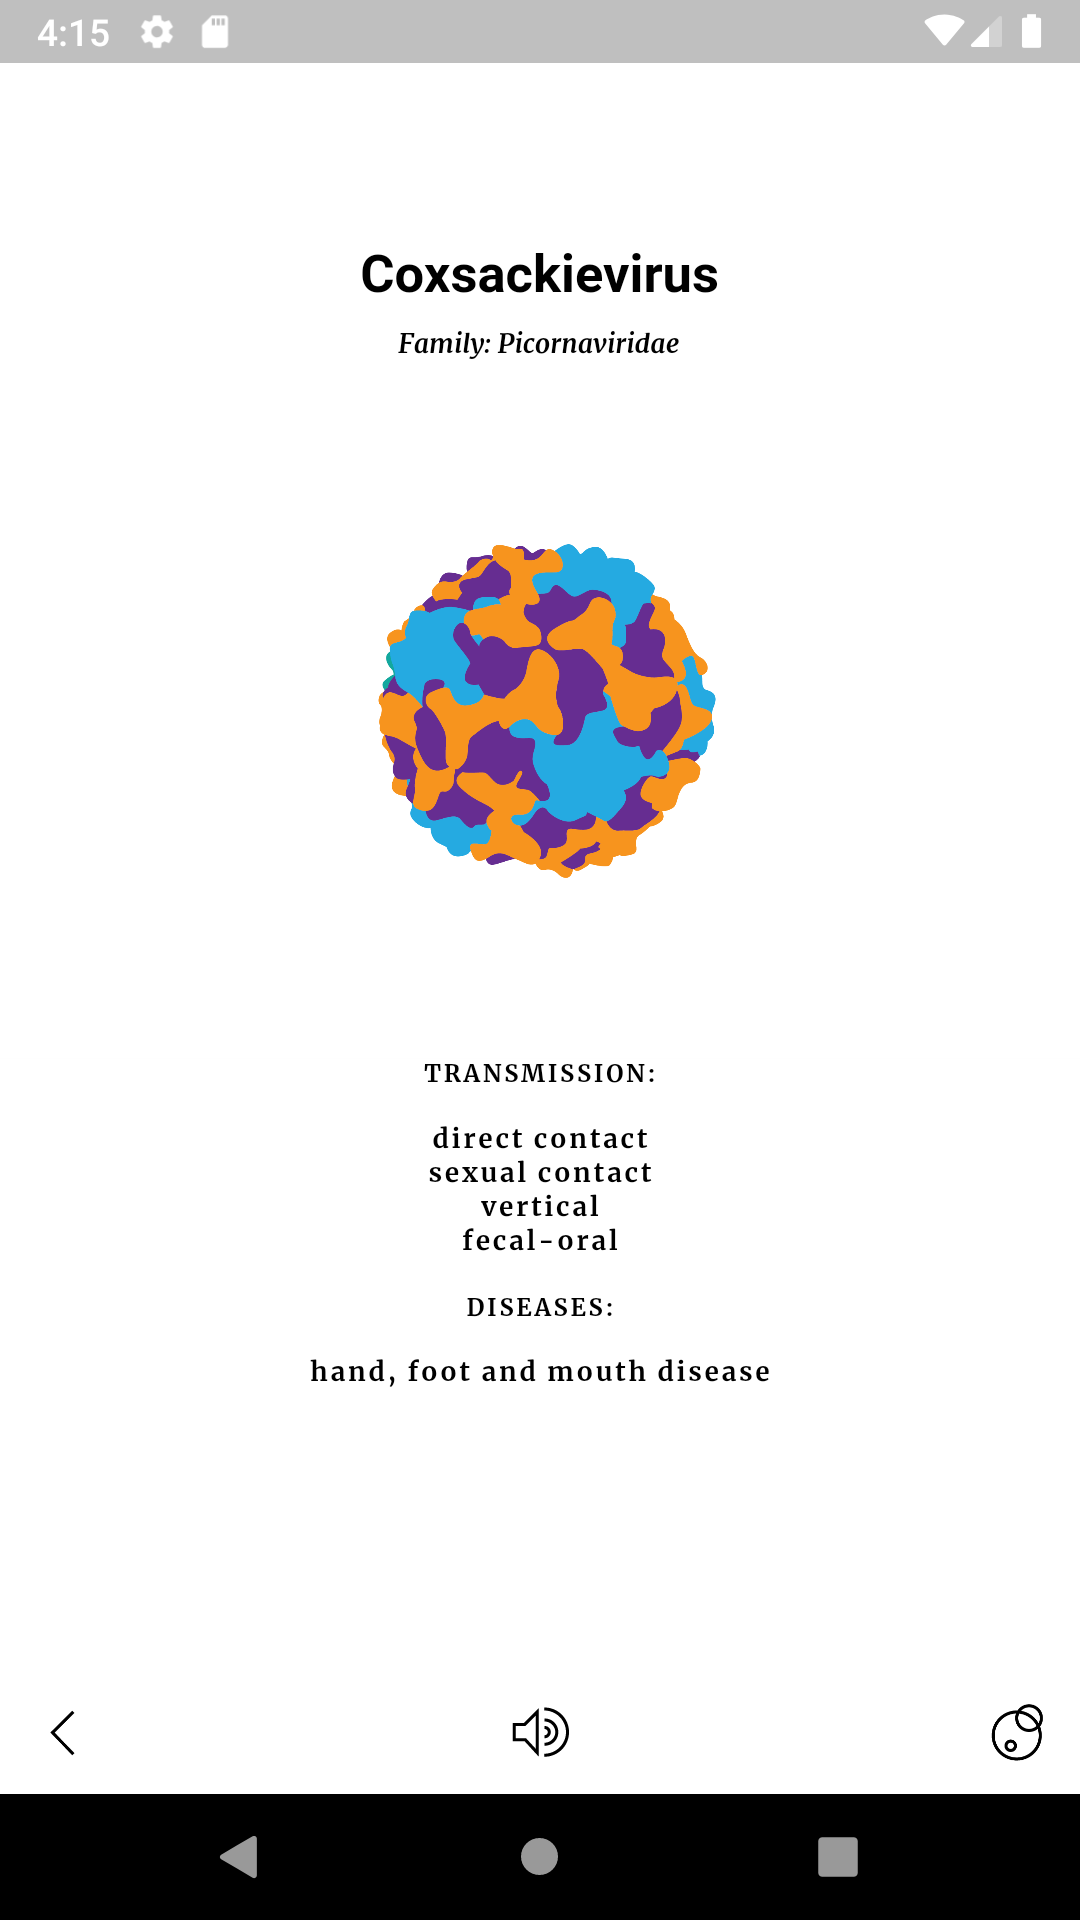 4:15
Coxsackievirus
Family: Picornaviridae
TRANSMISSION:
direct contact
sexual contact
vertical
fecal-oral
DISEASES:
hand, foot and mouth disease